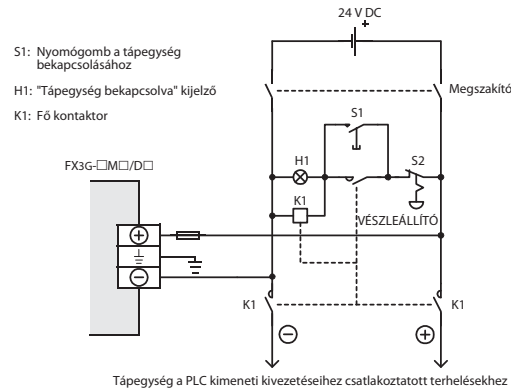 24 V DC
S1: Nyomógomb a tápegység
bekapcsolásához
H1: "Tápegység bekapcsolva" kijelző
K1: Fő kontaktor
Megszakító
S1
FX3G-□M□/D□
H1
S2
K1
VÉSZLEÁLLÍTÓ
K1
K1
Tápegység a PLC kimeneti kivezetéseihez csatlakoztatott terhelésekhez